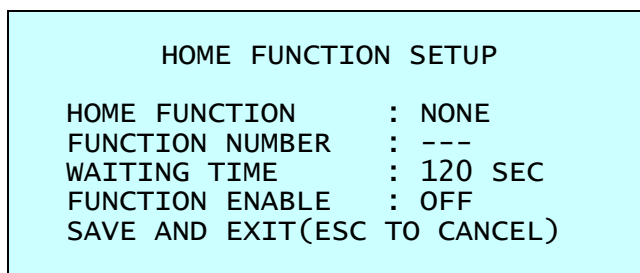 HOME FUNCTION SETUP
HOME FUNCTION : NONE
FUNCTION NUMBER : ---
WAITING TIME : 120 SEC
FUNCTION ENABLE : OFF
SAVE AND EXIT(ESC TO CANCEL)